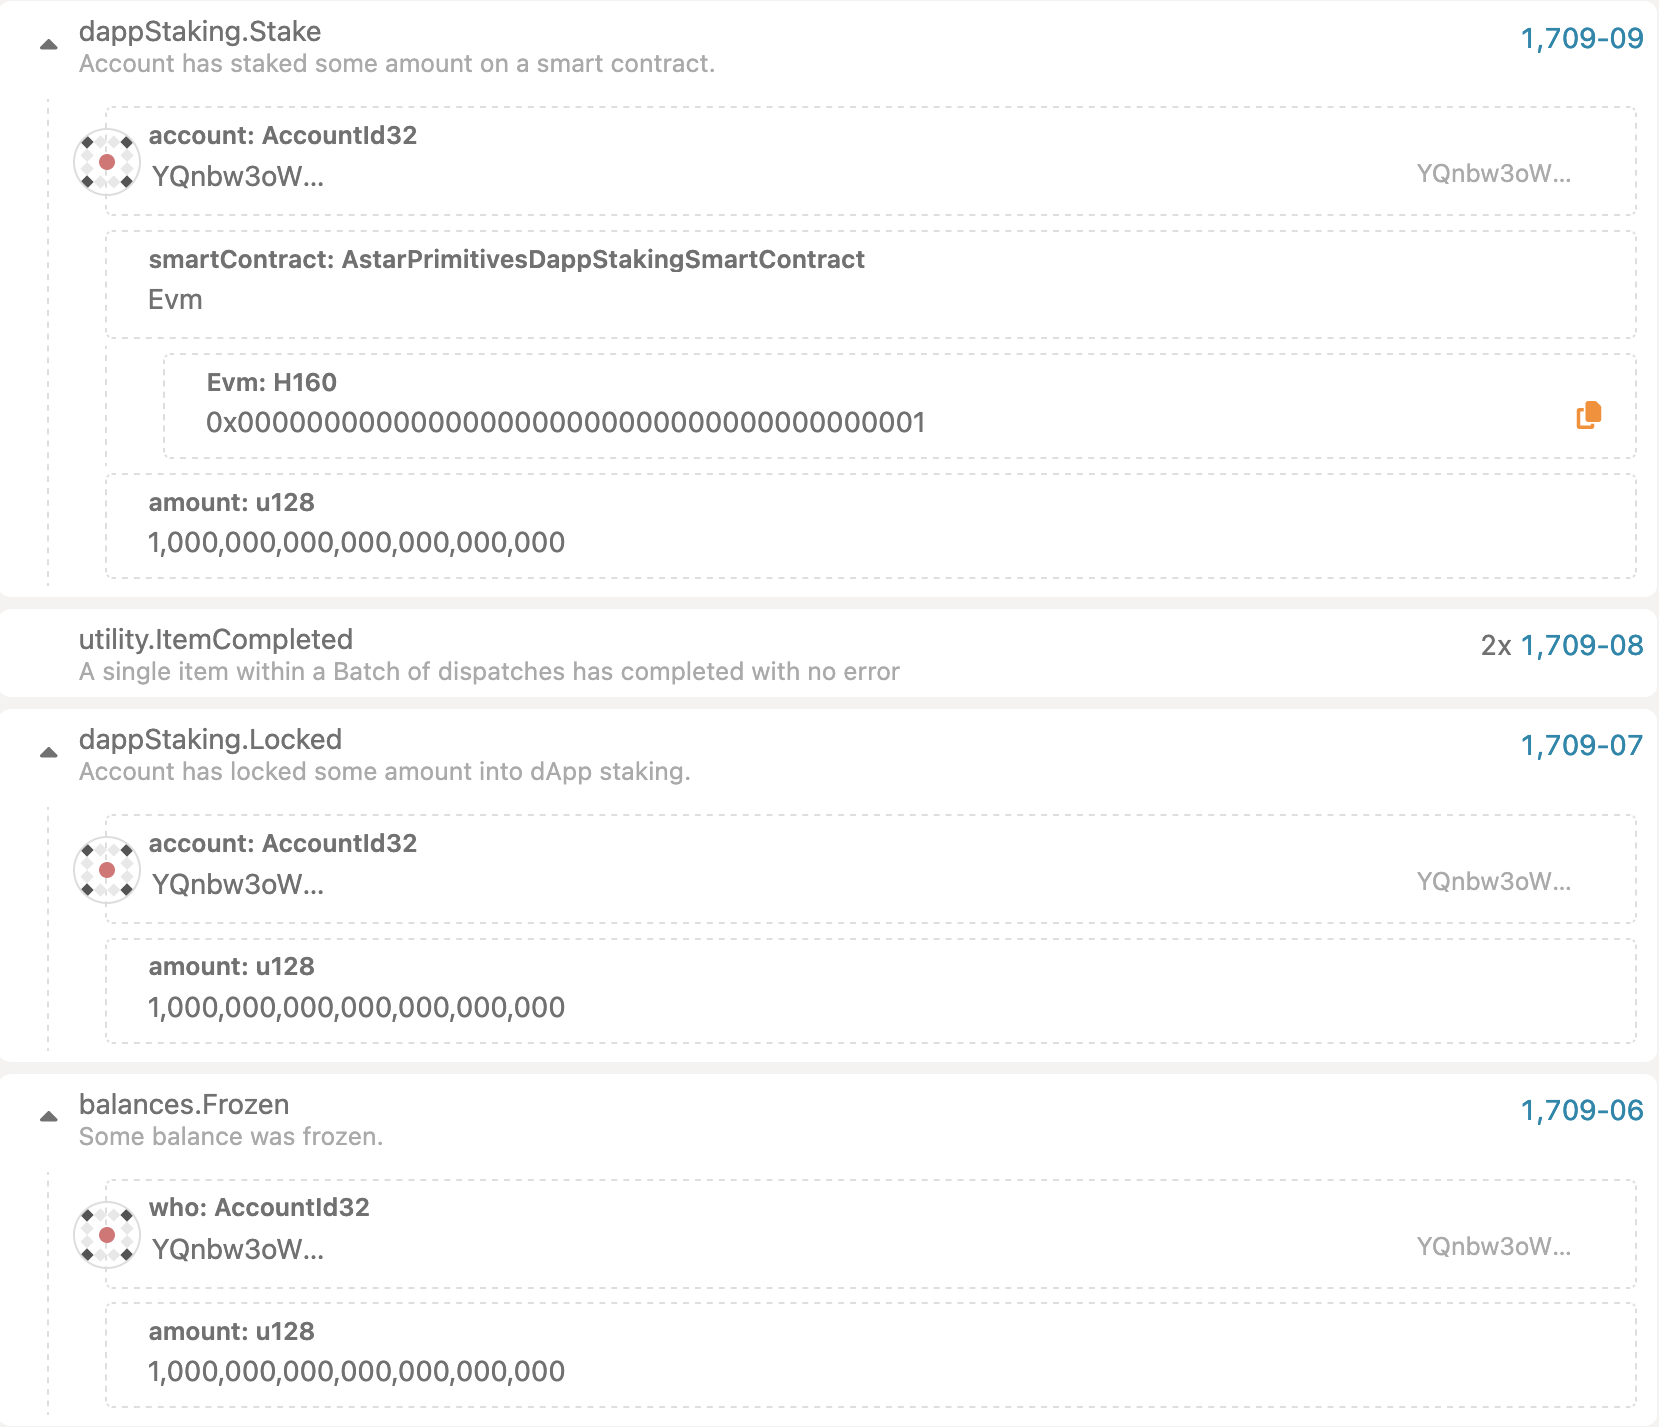 dappStaking.Stake
1,709-09
Account has staked some amount on a smart contract.
account: AccountId32
YQnbw3oW...
YQnbw3oW...
smartContract: AstarPrimitivesDappStakingSmartContract
Evm
Evm: H160
0x0000000000000000000000000000000000000001
amount: u128
1,000,000,000,000,000,000,000
utility.ItemCompleted
2x 1,709-08
A single item within a Batch of dispatches has completed with no error
dappStaking.Locked
1,709-07
Account has locked some amount into dApp staking.
account: AccountId32
YQnbw3oW...
YQnbw3oW...
amount: u128
1,000,000,000,000,000,000,000
balances.Frozen
1,709-06
Some balance was frozen.
who: AccountId32
YQnbw3oW...
YQnbw3oW...
amount: u128
1,000,000,000,000,000,000,000